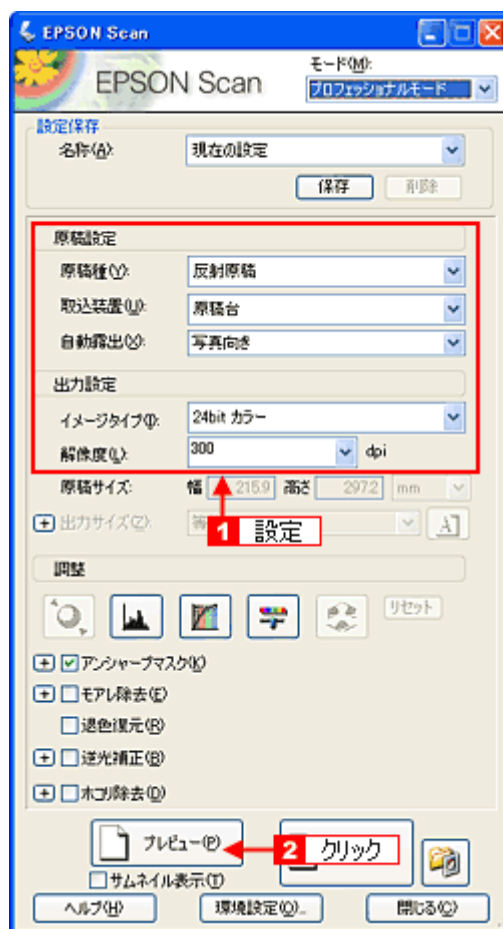 EPSON Scan
EPSON Scan
モード(M):
プロフェッショナルモード
設定保存
名称(A): 現在の設定
保存 削除
原稿設定
原稿種(Y): 反射原稿
取込装置(U): 原稿台
自動露出(X): 写真向き
出力設定
イメージタイプ(I): 24bit カラー
解像度(L): 300 dpi
原稿サイズ: 幅 215.9 高さ 297.2 mm
出力サイズ(Z): 等
1 設定
調整
リセット
アンシャープマスク(K)
モアレ除去(E)
退色復元(R)
逆光補正(B)
ホコリ除去(D)
プレビュー(P) 2 クリック
サムネイル表示(T)
ヘルプ(H) 環境設定(O)... 閉じる(C)